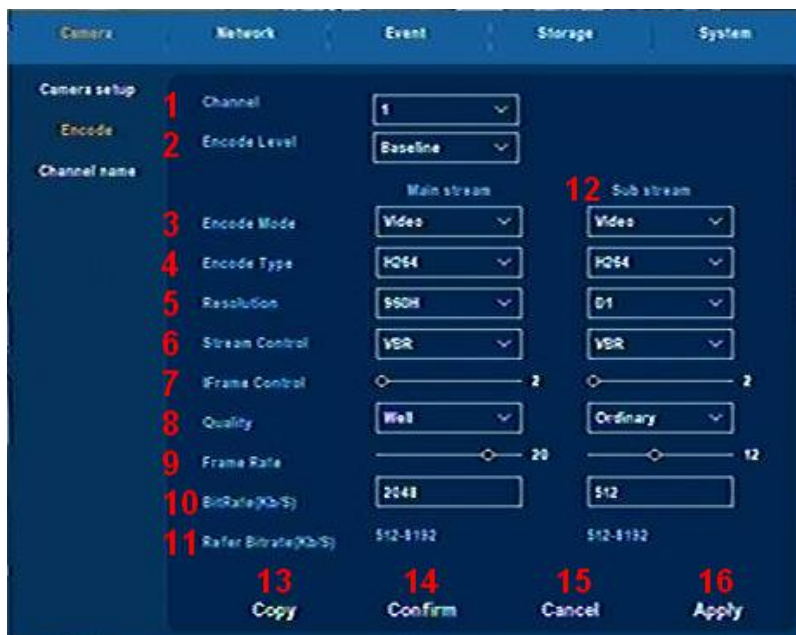 Camera Network Event Storage System
Camera setup
Encode
Channel name
1 Channel 1
2 Encode Level Baseline
Main stream 12 Sub stream
3 Encode Mode Video Video
4 Encode Type H264 H264
5 Resolution 960H D1
6 Stream Control VBR VBR
7 IFrame Control 2 2
8 Quality Well Ordinary
9 Frame Rate 20 12
10 BitRate(Kb/S) 2048 512
11 Refer Bitrate(Kb/S) 512-8192 512-8192
13 14 15 16
Copy Confirm Cancel Apply